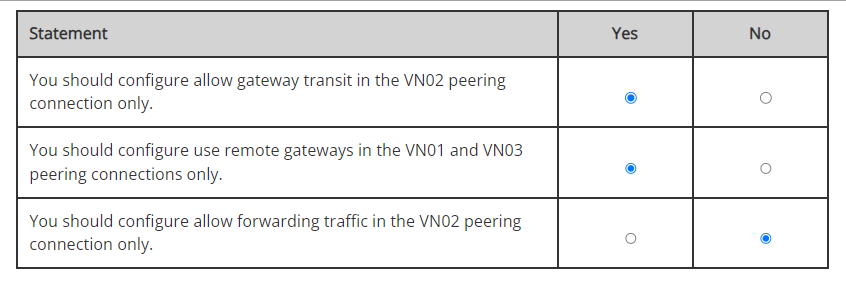 Statement Yes No
You should configure allow gateway transit in the VN02 peering
connection only.
You should configure use remote gateways in the VN01 and VN03
peering connections only.
You should configure allow forwarding traffic in the VN02 peering
connection only.